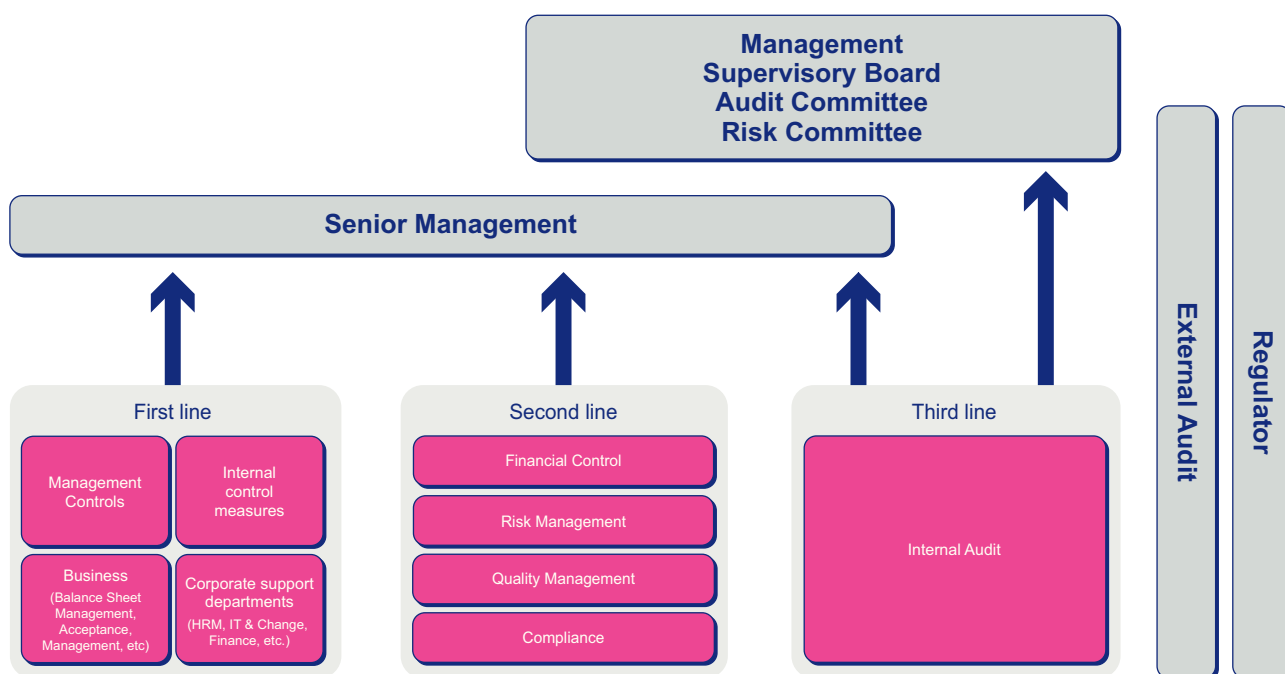 Management
Supervisory Board
Audit Committee
Risk Committee
Senior Management
First line
Management
Controls
Internal
control
measures
Business
(Balance Sheet
Management,
Acceptance,
Management, etc)
Corporate support
departments
(HRM, IT & Change,
Finance, etc.)
Second line
Financial Control
Risk Management
Quality Management
Compliance
Third line
Internal Audit
External Audit
Regulator